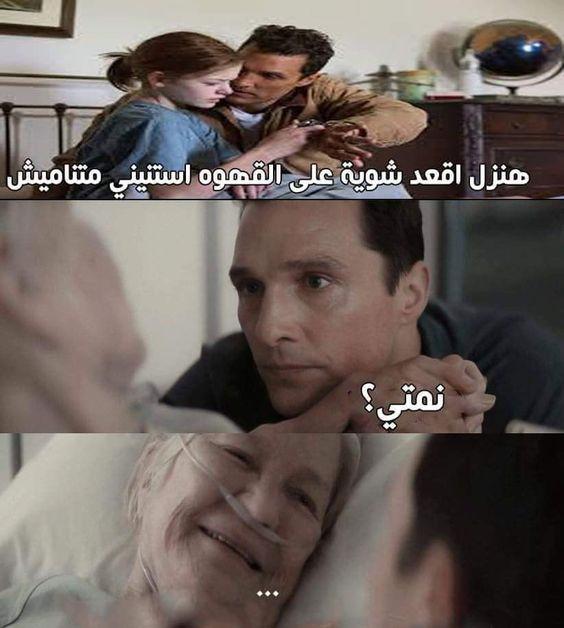 هنزل اقعد شوية على القهوه استنيني متناميش
نمتي؟
...